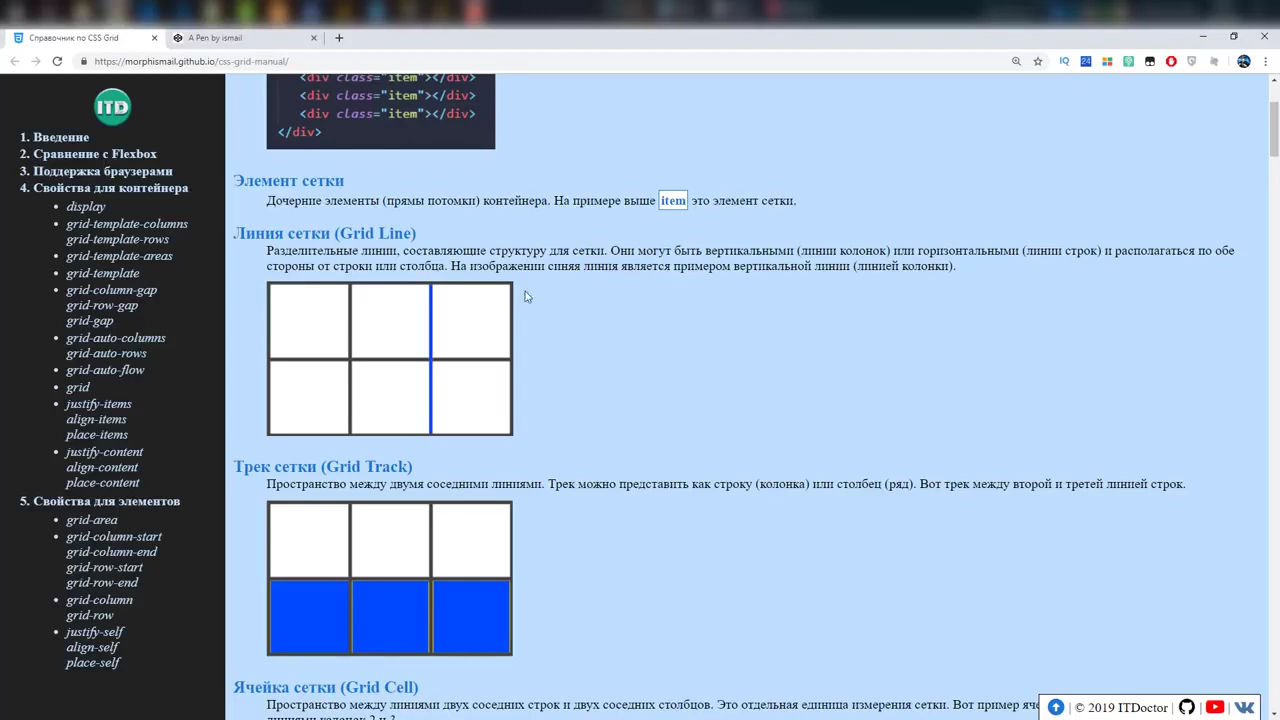 Справочник по CSS Grid
A Pen by ismail
https://morphismail.github.io/css-grid-manual/
ITD
1. Введение
2. Сравнение с Flexbox
3. Поддержка браузерами
4. Свойства для контейнера
display
grid-template-columns
grid-template-rows
grid-template-areas
grid-template
grid-column-gap
grid-row-gap
grid-gap
grid-auto-columns
grid-auto-rows
grid-auto-flow
grid
justify-items
align-items
place-items
justify-content
align-content
place-content
5. Свойства для элементов
grid-area
grid-column-start
grid-column-end
grid-row-start
grid-row-end
grid-column
grid-row
justify-self
align-self
place-self
<div class="item"></div>
<div class="item"></div>
<div class="item"></div>
</div>
Элемент сетки
Дочерние элементы (прямы потомки) контейнера. На примере выше item это элемент сетки.
Линия сетки (Grid Line)
Разделительные линии, составляющие структуру для сетки. Они могут быть вертикальными (линии колонок) или горизонтальными (линии строк) и располагаться по обе
стороны от строки или столбца. На изображении синяя линия является примером вертикальной линии (линией колонки).
Трек сетки (Grid Track)
Пространство между двумя соседними линиями. Трек можно представить как строку (колонка) или столбец (ряд). Вот трек между второй и третей линией строк.
Ячейка сетки (Grid Cell)
Пространство между линиями двух соседних строк и двух соседних столбцов. Это отдельная единица измерения сетки. Вот пример яче
линиями колонок 2 и 3.
© 2019 ITDoctor